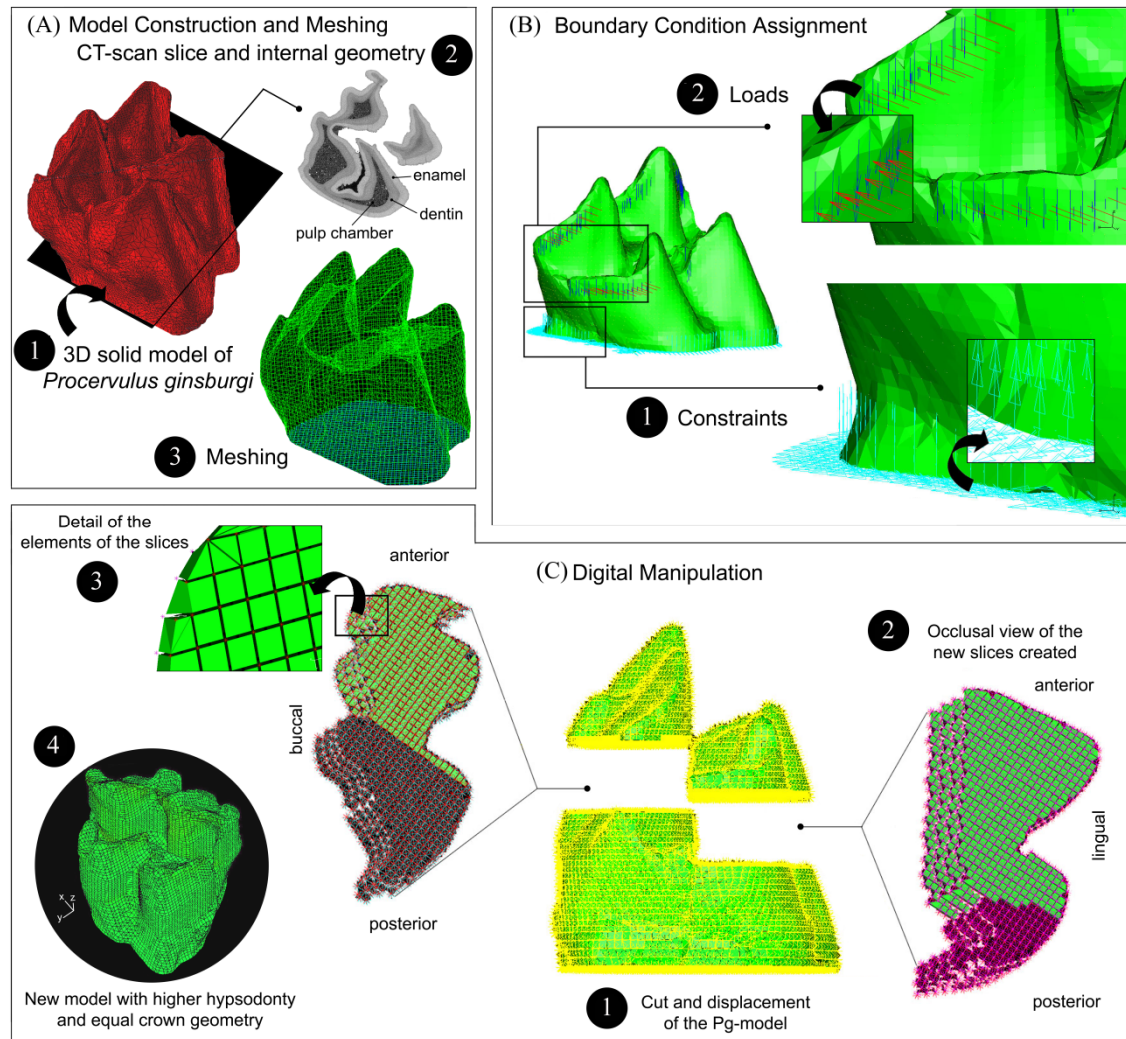 (A) Model Construction and Meshing
CT-scan slice and internal geometry 2
enamel
dentin
pulp chamber
1 3D solid model of
Procervulus ginsburgi
3 Meshing
(B) Boundary Condition Assignment
2 Loads
1 Constraints
(C) Digital Manipulation
Detail of the
elements of the slices
3
anterior
buccal
posterior
4
x z
y
New model with higher hypsodonty
and equal crown geometry
1 Cut and displacement
of the Pg-model
2 Occlusal view of the
new slices created
anterior
lingual
posterior